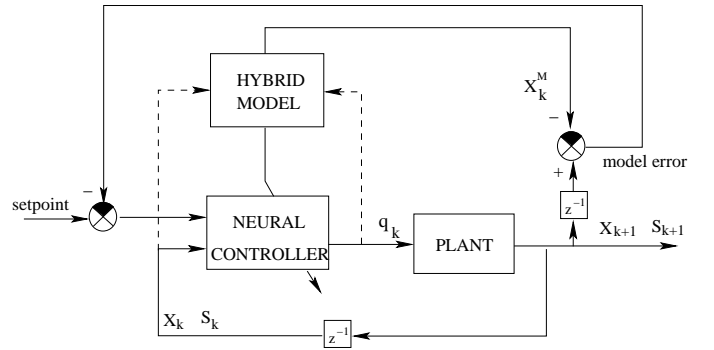 HYBRID
MODEL
X_k^M
−
+
model error
−
setpoint
NEURAL
CONTROLLER
q_k
PLANT
z^{-1}
X_{k+1} S_{k+1}
X_k S_k
z^{-1}